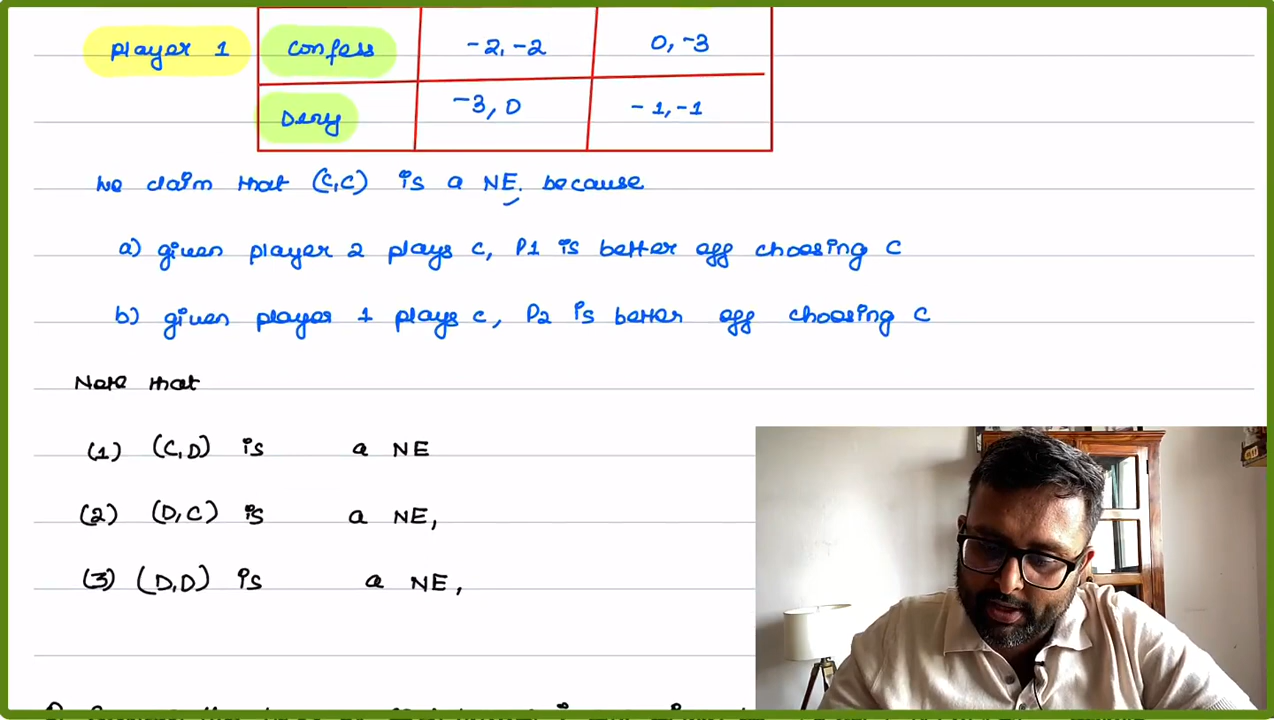 Player 1 Confess -2,-2 0,-3
Deny -3, 0 -1,-1
We claim that (C,C) is a NE. because
a) given player 2 plays C, P1 is better off choosing C
b) given player 1 plays C, P2 is better off choosing C
Note that
(1) (C,D) is a NE
(2) (D,C) is a NE,
(3) (D,D) is a NE,